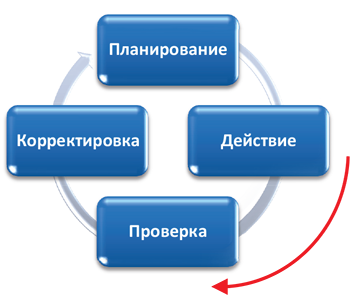 Планирование
Действие
Проверка
Корректировка